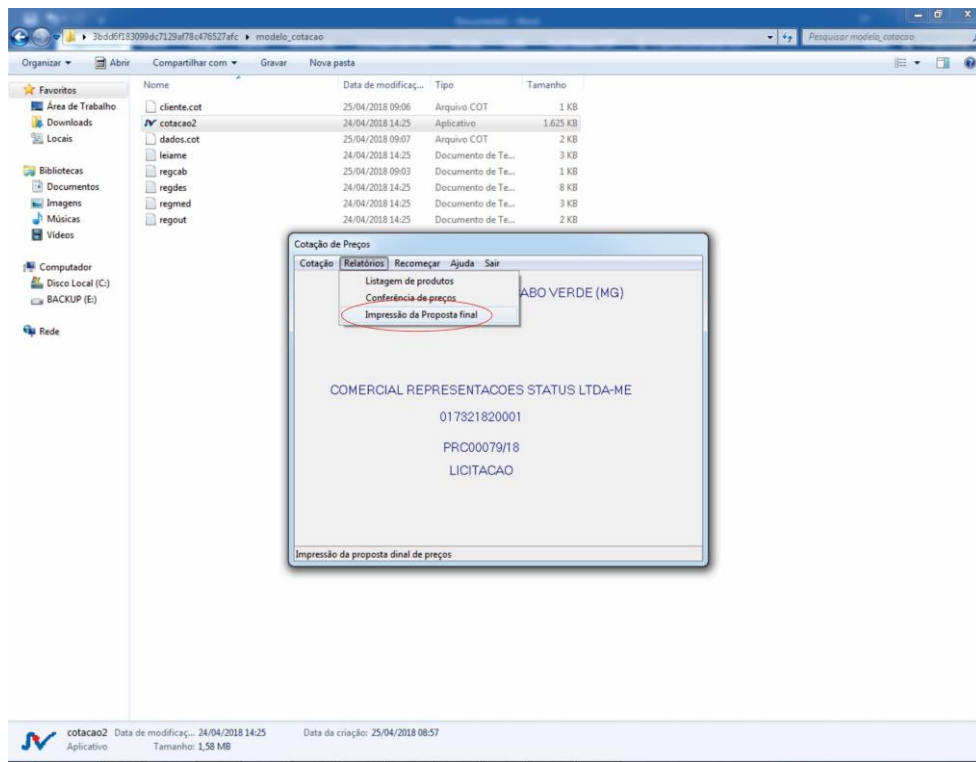 3bdd6f183099dc7129af78c476527afc ▸ modelo_cotacao
Pesquisar modelo_cotacao
Organizar
Abrir
Compartilhar com
Gravar
Nova pasta
Nome
Data de modificaç...
Tipo
Tamanho
Favoritos
Área de Trabalho
Downloads
Locais
Bibliotecas
Documentos
Imagens
Músicas
Vídeos
Computador
Disco Local (C:)
BACKUP (E:)
Rede
cliente.cot 25/04/2018 09:06 Arquivo COT 1 KB
cotacao2 24/04/2018 14:25 Aplicativo 1.625 KB
dados.cot 25/04/2018 09:07 Arquivo COT 2 KB
leiame 24/04/2018 14:25 Documento de Te... 3 KB
regcab 25/04/2018 09:03 Documento de Te... 1 KB
regdes 24/04/2018 14:25 Documento de Te... 8 KB
regmed 24/04/2018 14:25 Documento de Te... 3 KB
regout 24/04/2018 14:25 Documento de Te... 2 KB
Cotação de Preços
Cotação Relatórios Recomeçar Ajuda Sair
Listagem de produtos
Conferência de preços
Impressão da Proposta final
ABO VERDE (MG)
COMERCIAL REPRESENTACOES STATUS LTDA-ME
017321820001
PRC00079/18
LICITACAO
Impressão da proposta dinal de preços
cotacao2 Data de modificaç... 24/04/2018 14:25 Data da criação: 25/04/2018 08:57
Aplicativo Tamanho: 1,58 MB